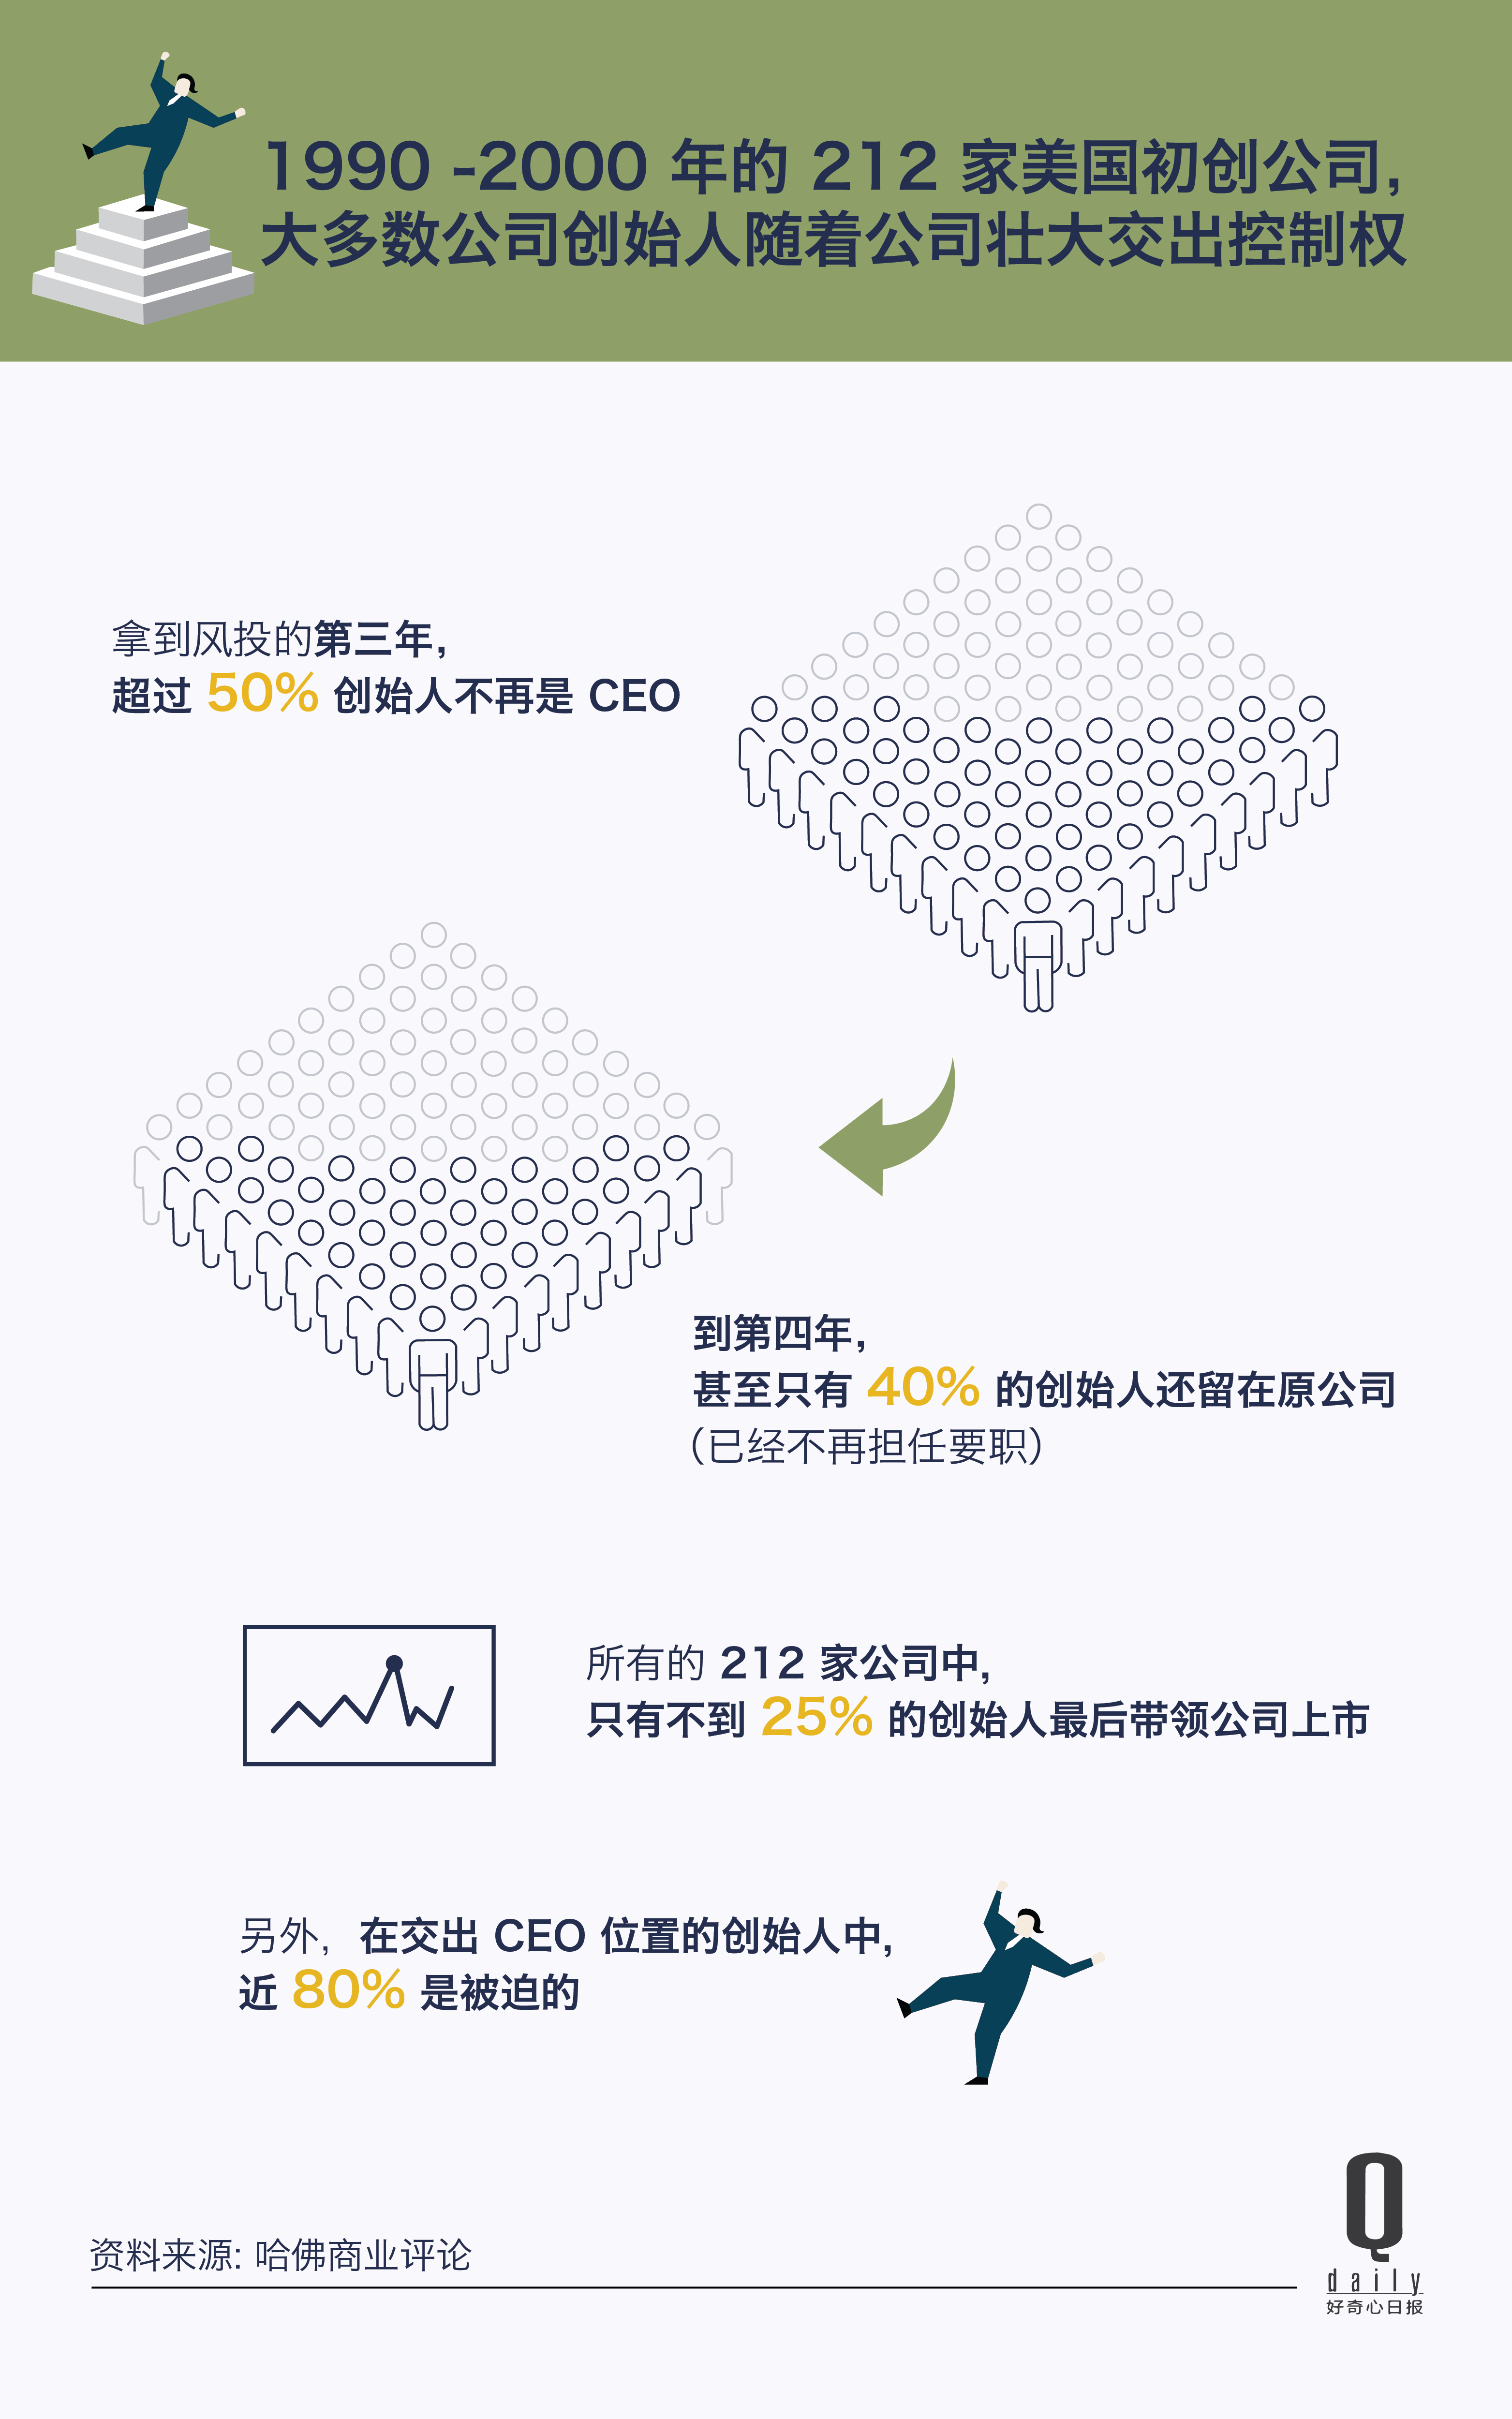 1990 -2000 年的 212 家美国初创公司,
大多数公司创始人随着公司壮大交出控制权
拿到风投的第三年,
超过 50% 创始人不再是 CEO
到第四年,
甚至只有 40% 的创始人还留在原公司
（已经不再担任要职）
所有的 212 家公司中,
只有不到 25% 的创始人最后带领公司上市
另外，在交出 CEO 位置的创始人中,
近 80% 是被迫的
资料来源: 哈佛商业评论
Q
daily
好奇心日报